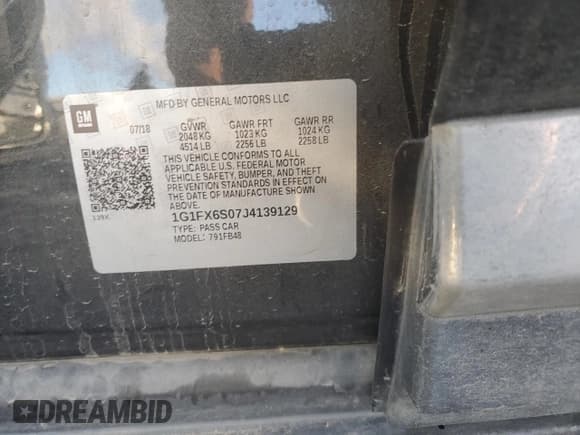 MFD BY GENERAL MOTORS LLC
GM
07/18 GVWR GAWR FRT GAWR RR
2048 KG 1023 KG 1024 KG
4514 LB 2256 LB 2258 LB
THIS VEHICLE CONFORMS TO ALL
APPLICABLE U.S. FEDERAL MOTOR
VEHICLE SAFETY, BUMPER, AND THEFT
PREVENTION STANDARDS IN EFFECT ON
THE DATE OF MANUFACTURE SHOWN
ABOVE.
1G1FX6S07J4139129
TYPE: PASS CAR
MODEL: 791FB48
DREAMBID